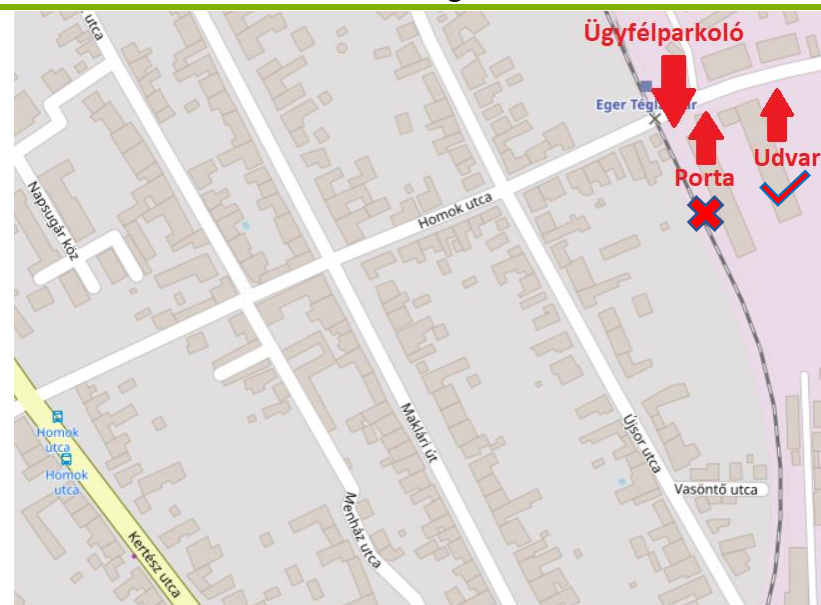 Ügyfélparkoló
utca
Eger Tégla
Udvar
Porta
Napsugár köz
Homok utca
Homok
utca
Homok
utca
Maklári út
Újsor utca
Vasöntő utca
Menház utca
Kertész utca